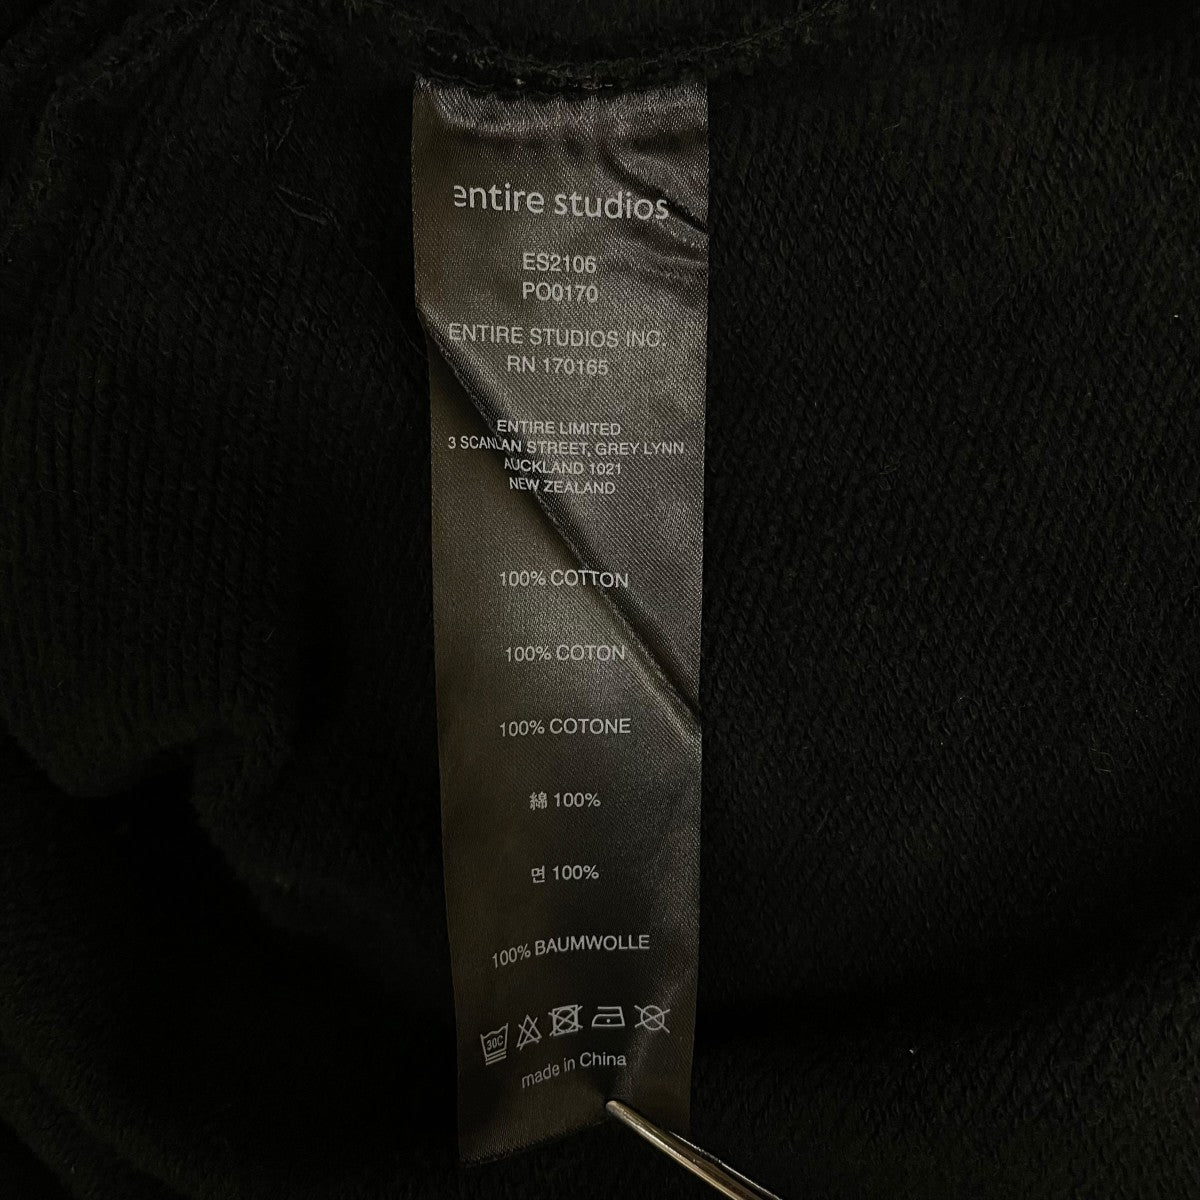 entire studios
ES2106
PO0170
ENTIRE STUDIOS INC.
RN 170165
ENTIRE LIMITED
3 SCANLAN STREET, GREY LYNN
AUCKLAND 1021
NEW ZEALAND
100% COTTON
100% COTON
100% COTONE
綿 100%
면 100%
100% BAUMWOLLE
30C
made in China